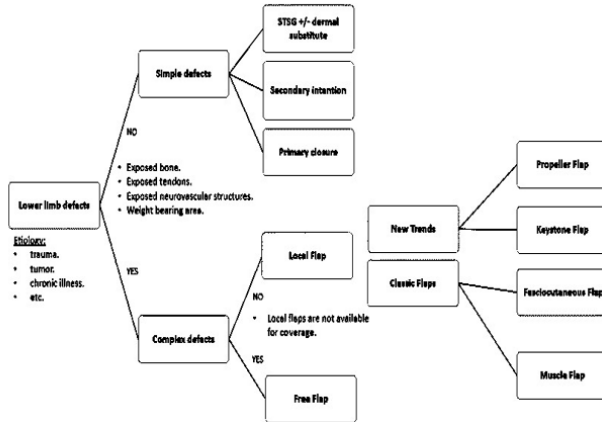 STSG +/- dermal
substitute
Simple defects
Secondary intention
NO
Primary closure
• Exposed bone.
• Exposed tendons.
• Exposed neurovascular structures.
• Weight bearing area.
Lower limb defects
Etiology:
• trauma.
• tumor.
• chronic illness.
• etc.
YES
Local Flap
NO
• Local flaps are not available
for coverage.
Complex defects
YES
Free Flap
Propeller Flap
New Trends
Keystone Flap
Classic Flaps
Fasciocutaneous Flap
Muscle Flap